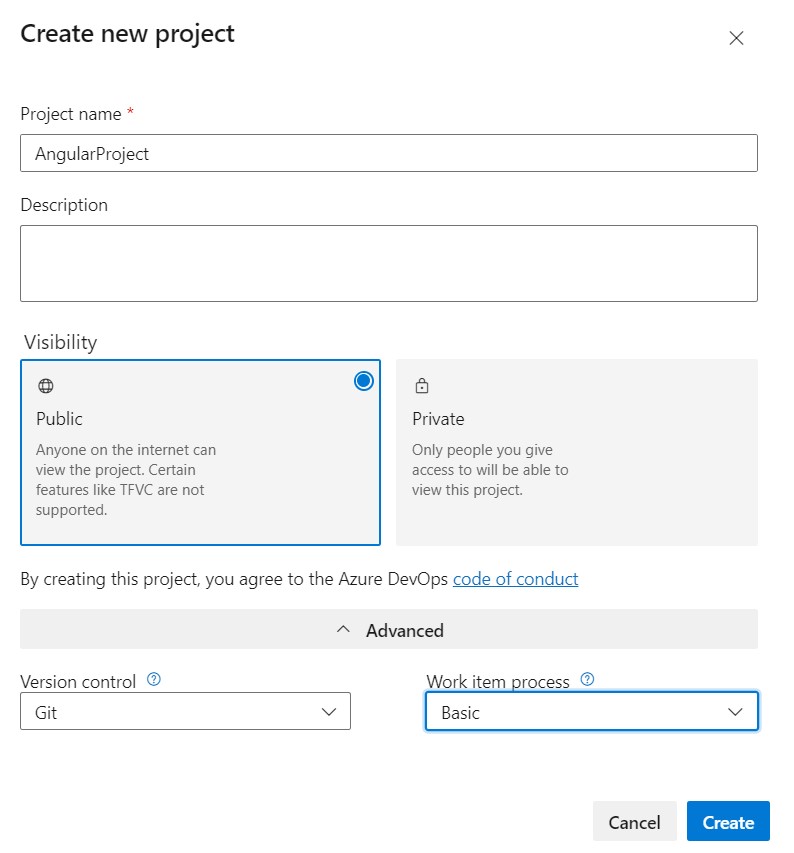 Create new project
Project name *
AngularProject
Description
Visibility
Public
Anyone on the internet can
view the project. Certain
features like TFVC are not
supported.
Private
Only people you give
access to will be able to
view this project.
By creating this project, you agree to the Azure DevOps code of conduct
Advanced
Version control ?
Git
Work item process ?
Basic
Cancel
Create